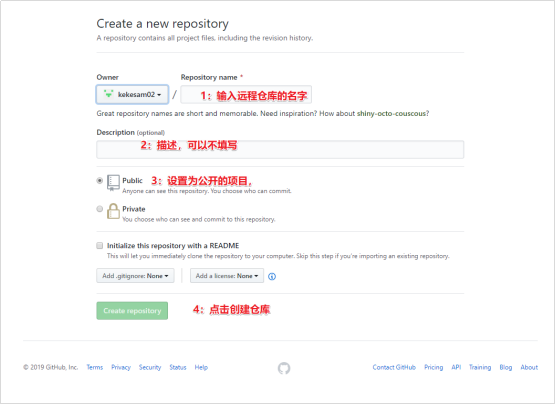 Create a new repository
A repository contains all project files, including the revision history.
Owner
Repository name *
kekesam02
/
1：输入远程仓库的名字
Great repository names are short and memorable. Need inspiration? How about shiny-octo-couscous?
Description (optional)
2：描述，可以不填写
Public
3：设置为公开的项目，
Anyone can see this repository. You choose who can commit.
Private
You choose who can see and commit to this repository.
Initialize this repository with a README
This will let you immediately clone the repository to your computer. Skip this step if you're importing an existing repository.
Add .gitignore: None
Add a license: None
Create repository
4：点击创建仓库
© 2019 GitHub, Inc. Terms Privacy Security Status Help Contact GitHub Pricing API Training Blog About